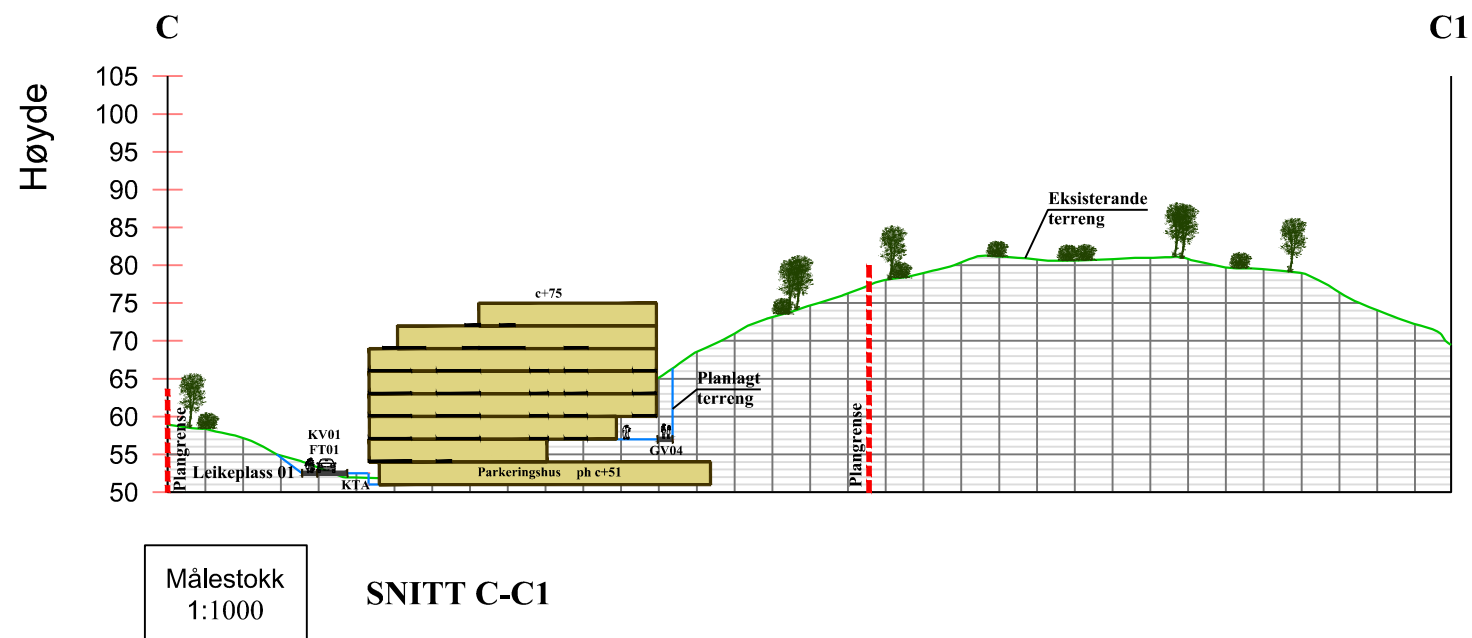 C
C1
Høyde
105
100
95
90
85
80
75
70
65
60
55
50
c+75
Eksisterande
terreng
Planlagt
terreng
Plangrense
KV01
FT01
Leikeplass 01
KTA
Parkeringshus ph c+51
GV04
Plangrense
Målestokk
1:1000
SNITT C-C1